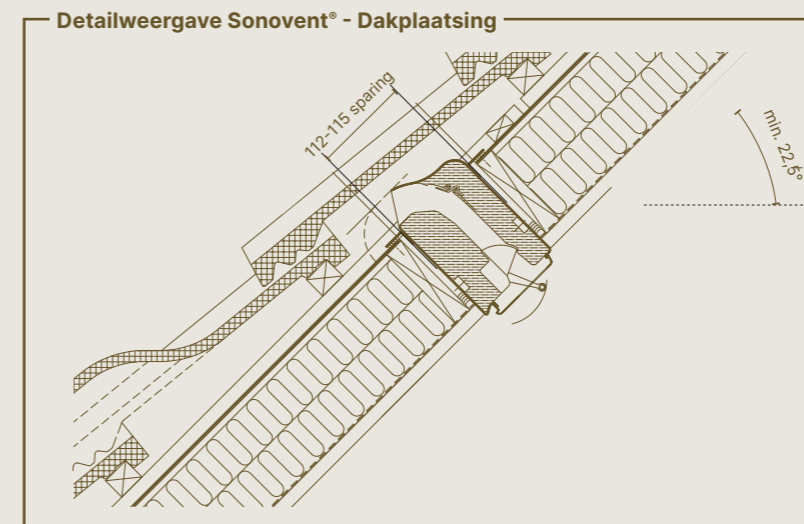 Detailweergave Sonovent® - Dakplaatsing
112-115 sparing
min. 22,5°